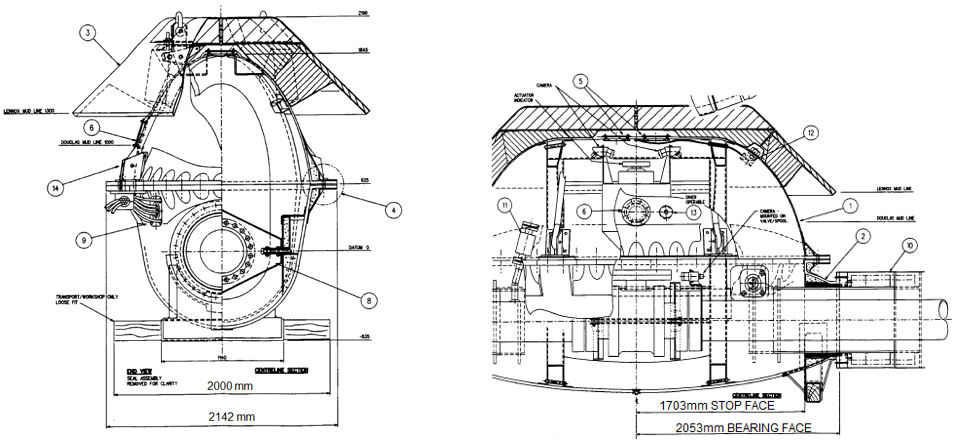 2190
1845
3
LENNOX MUD LINE 1300
6
DOUGLAS MUD LINE 1000
14
825
4
9
DATUM 0
TRANSPORT/WORKSHOP ONLY
LOOSE FIT
8
-835
1140
END VIEW
SEAL ASSEMBLY
REMOVED FOR CLARITY
CENTRELINE SECTION
2000 mm
2142 mm
CAMERA
5
ACTUATOR
INDICATOR
12
LENNOX MUD LINE
11
6
DIVER
OPERABLE
13
CAMERA -
MOUNTED ON
VALVE/SPOOL
1
DOUGLAS MUD LINE
2
10
CENTRELINE SECTION
1703mm STOP FACE
2053mm BEARING FACE